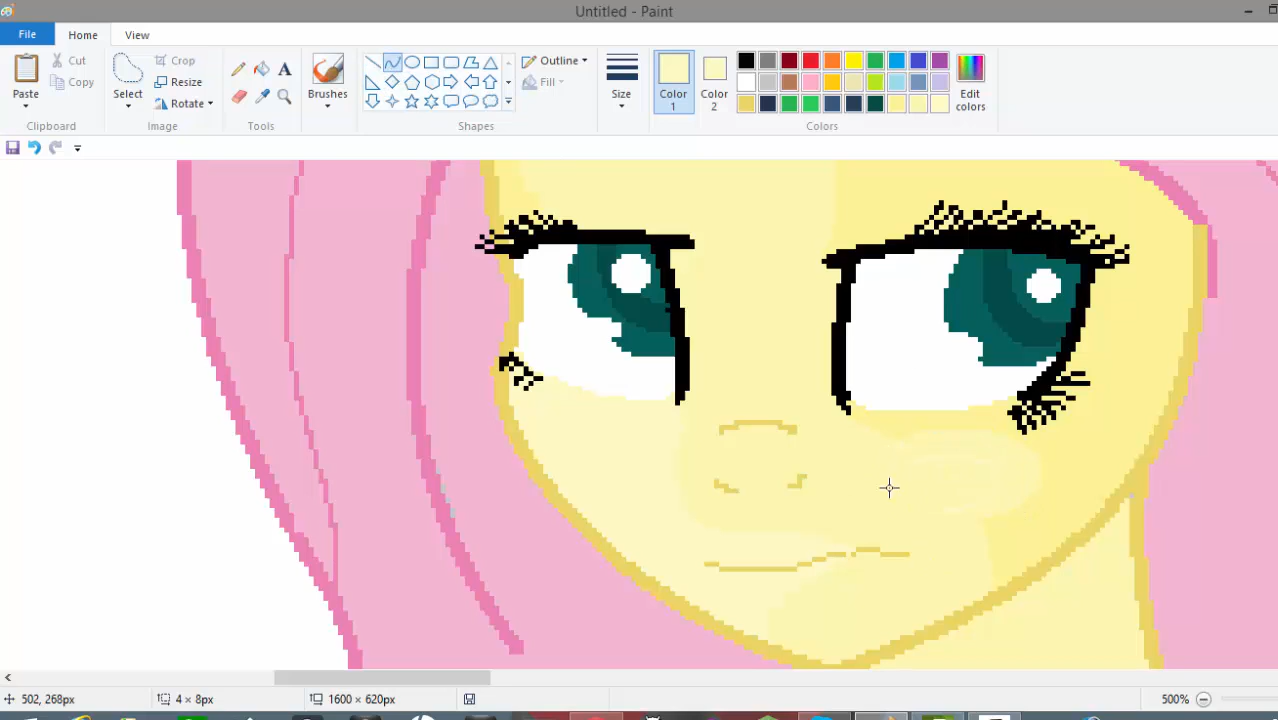 Untitled - Paint
File Home View
Paste
Cut
Copy
Clipboard
Select
Crop
Resize
Rotate
Image
A
Tools
Brushes
Outline
Fill
Shapes
Size
Color 1
Color 2
Edit colors
Colors
502, 268px
4 × 8px
1600 × 620px
500%